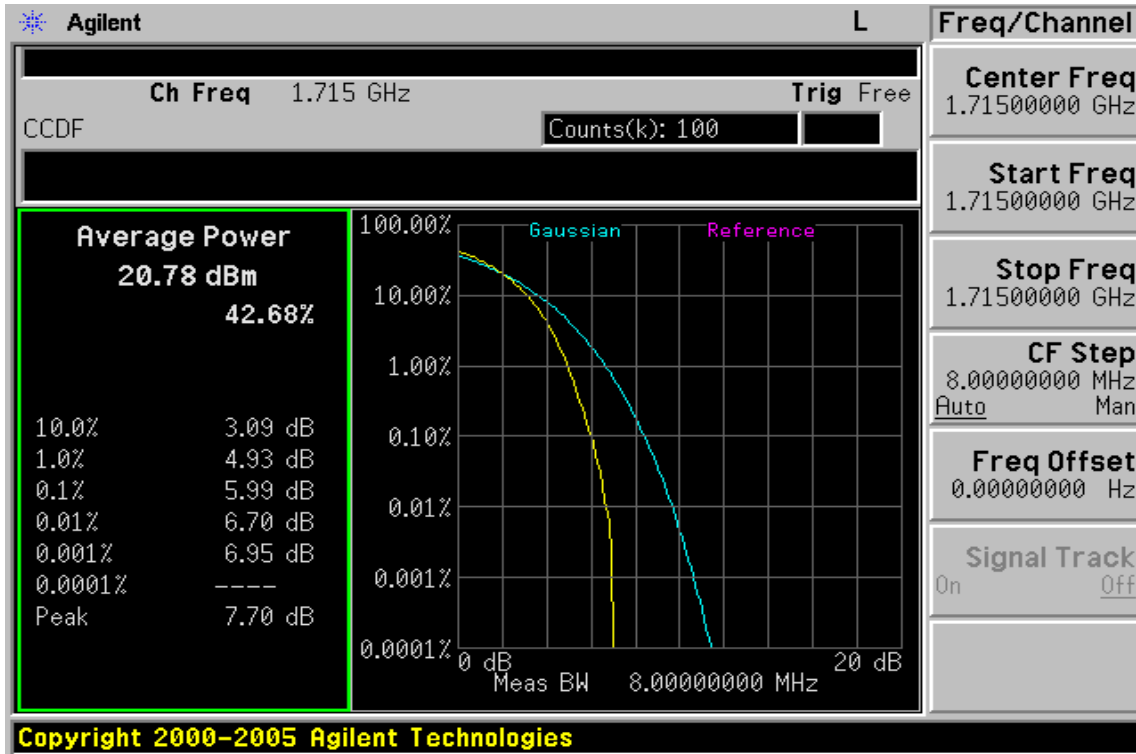 Agilent
L
Freq/Channel
Ch Freq 1.715 GHz
Trig Free
CCDF
Counts(k): 100
Average Power
20.78 dBm
42.68%
10.0% 3.09 dB
1.0% 4.93 dB
0.1% 5.99 dB
0.01% 6.70 dB
0.001% 6.95 dB
0.0001% ----
Peak 7.70 dB
Gaussian
Reference
100.00%
10.00%
1.00%
0.10%
0.01%
0.001%
0.0001%
0 dB
20 dB
Meas BW 8.00000000 MHz
Center Freq
1.71500000 GHz
Start Freq
1.71500000 GHz
Stop Freq
1.71500000 GHz
CF Step
8.00000000 MHz
Auto Man
Freq Offset
0.00000000 Hz
Signal Track
On Off
Copyright 2000-2005 Agilent Technologies